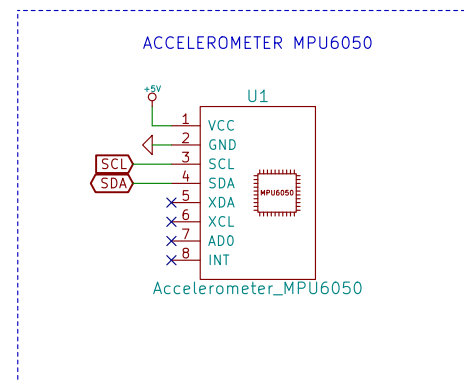 ACCELEROMETER MPU6050
+5V
U1
1 VCC
2 GND
SCL 3 SCL
SDA 4 SDA
MPU6050
5 XDA
6 XCL
7 AD0
8 INT
Accelerometer_MPU6050